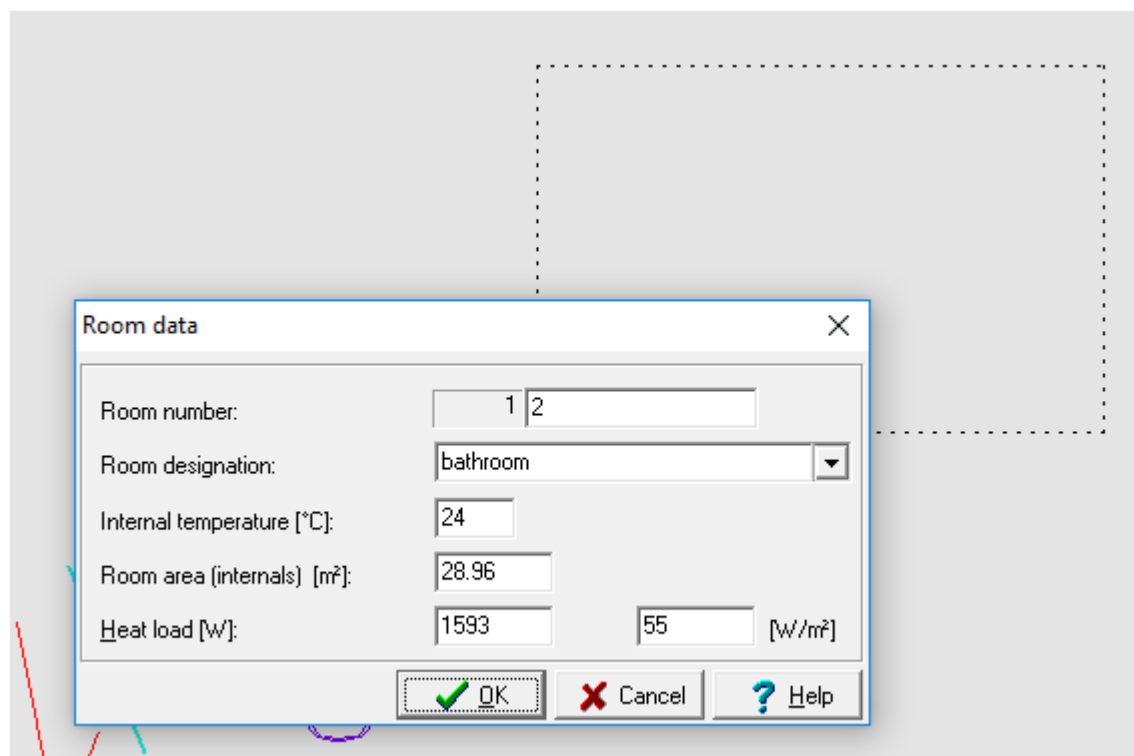 Room data
Room number: 1 2
Room designation: bathroom
Internal temperature [°C]: 24
Room area (internals) [m²]: 28.96
Heat load [W]: 1593 55 [W/m²]
OK Cancel Help